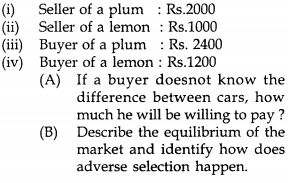 (i) Seller of a plum : Rs.2000
(ii) Seller of a lemon : Rs.1000
(iii) Buyer of a plum : Rs. 2400
(iv) Buyer of a lemon : Rs.1200
(A) If a buyer doesnot know the
difference between cars, how
much he will be willing to pay ?
(B) Describe the equilibrium of the
market and identify how does
adverse selection happen.